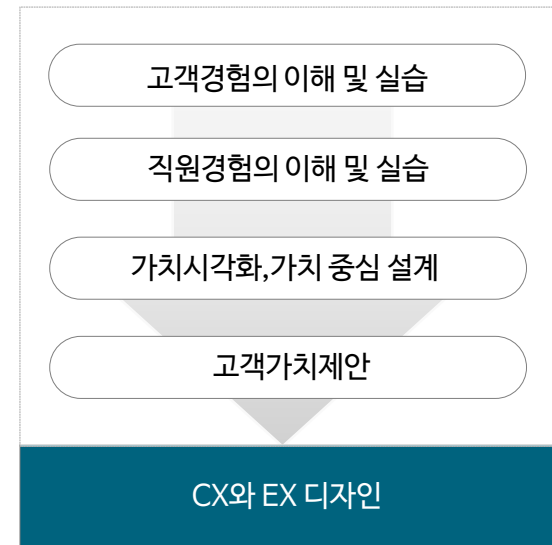 고객경험의 이해 및 실습
직원경험의 이해 및 실습
가치시각화,가치 중심 설계
고객가치제안
CX와 EX 디자인